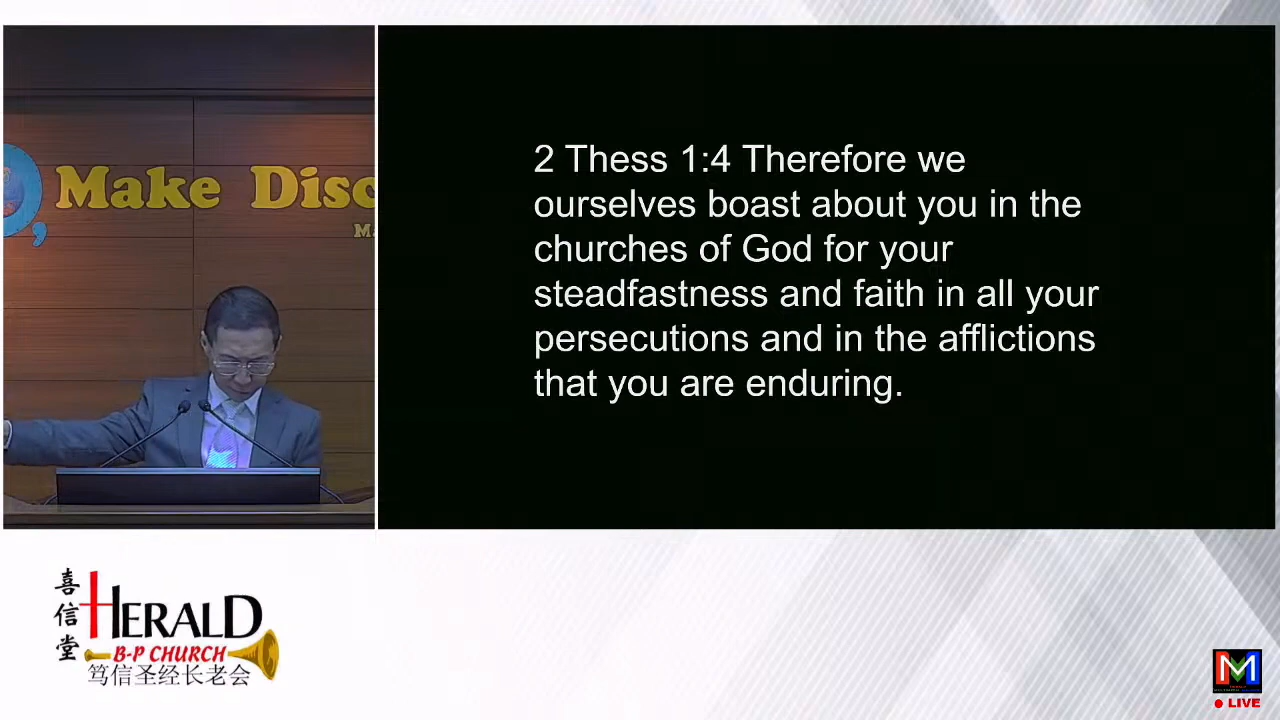 Make Disc
M
2 Thess 1:4 Therefore we
ourselves boast about you in the
churches of God for your
steadfastness and faith in all your
persecutions and in the afflictions
that you are enduring.
喜信堂
HERALD
B-P CHURCH
笃信圣经长老会
M
LIVE